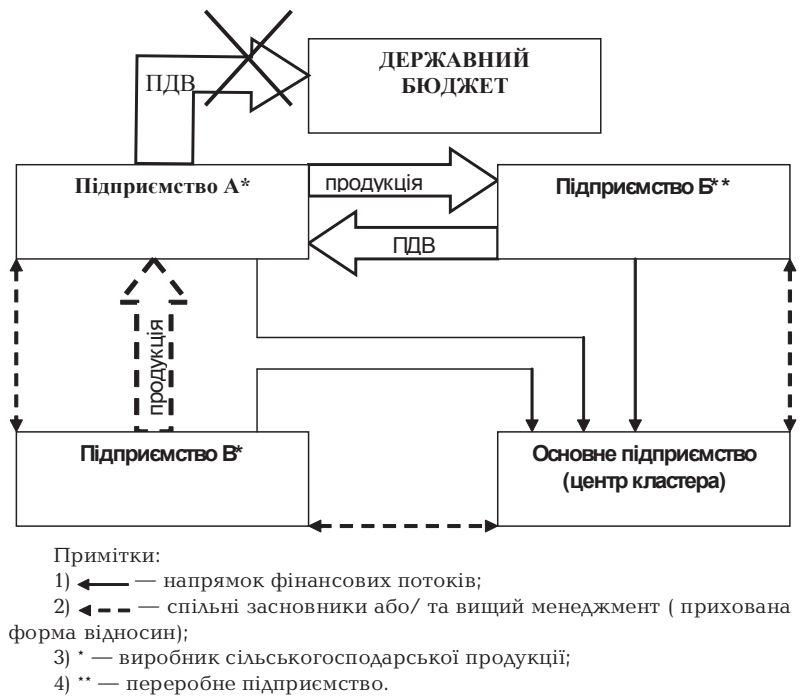 ДЕРЖАВНИЙ
БЮДЖЕТ
ПДВ
Підприємство А*
продукція
Підприємство Б**
ПДВ
продукція
Підприємство В*
Основне підприємство
(центр кластера)
Примітки:
1) — напрямок фінансових потоків;
2) — спільні засновники або/ та вищий менеджмент ( прихована
форма відносин);
3) * — виробник сільськогосподарської продукції;
4) ** — переробне підприємство.